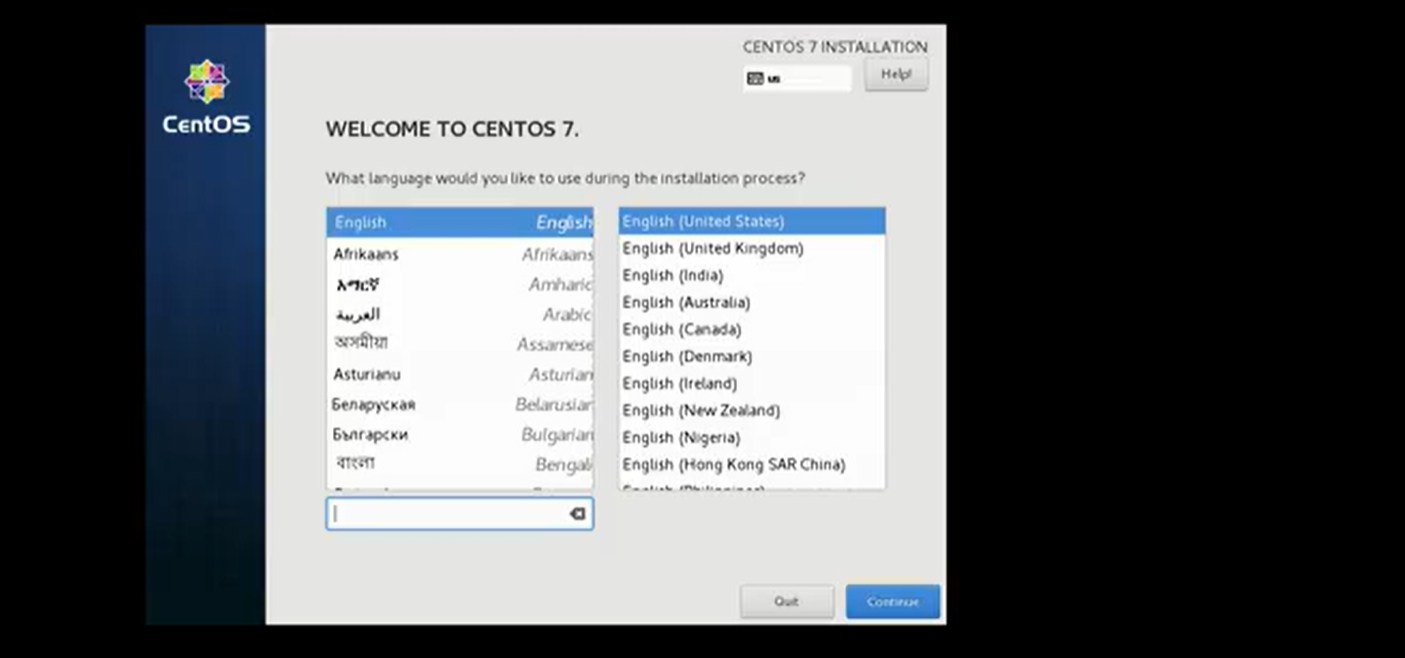 CentOS
CENTOS 7 INSTALLATION
us
Help!
WELCOME TO CENTOS 7.
What language would you like to use during the installation process?
English English
Afrikaans Afrikaans
አማርኛ Amharic
العربية Arabic
অসমীয়া Assamese
Asturianu Asturian
Беларуская Belarusian
Български Bulgarian
বাংলা Bengali
English (United States)
English (United Kingdom)
English (India)
English (Australia)
English (Canada)
English (Denmark)
English (Ireland)
English (New Zealand)
English (Nigeria)
English (Hong Kong SAR China)
English (Philippines)
Quit
Continue